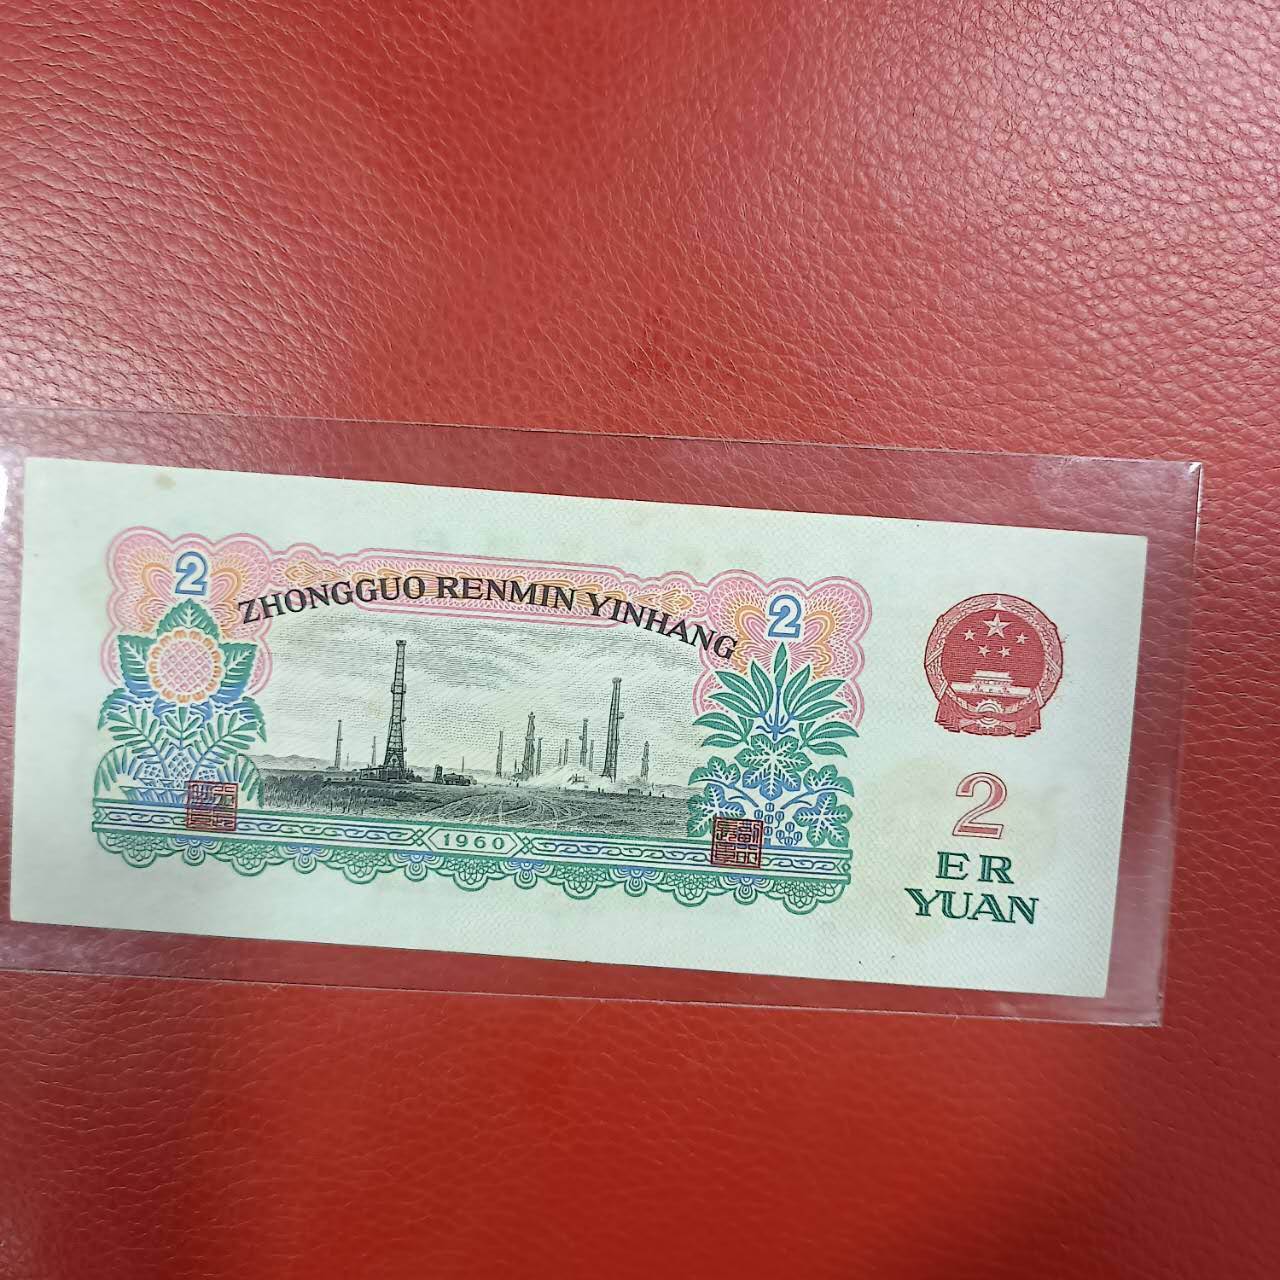 2
2
ZHONGGUO RENMIN YINHANG
1960
2
ER
YUAN